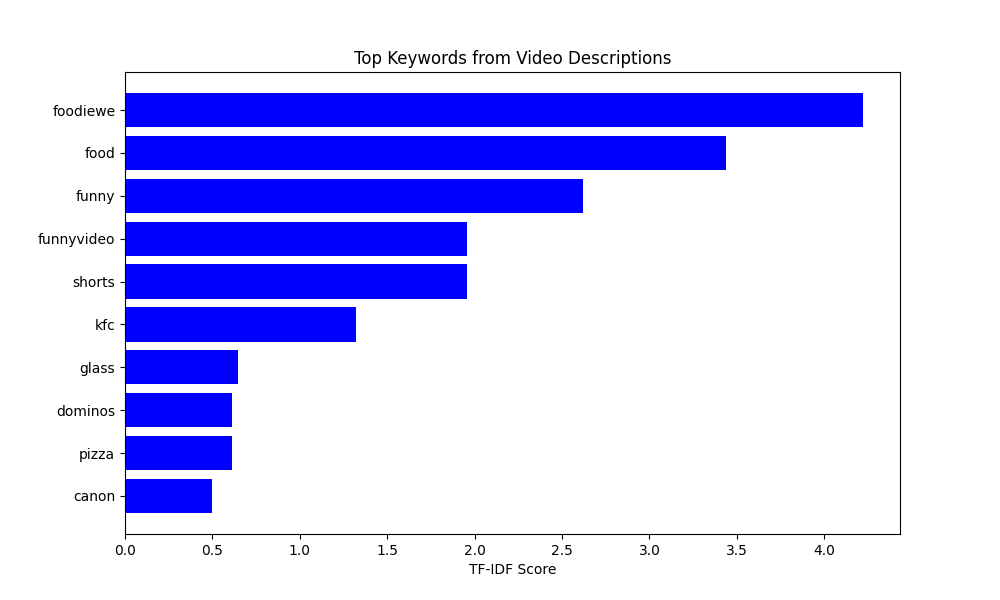 Top Keywords from Video Descriptions
foodiewe
food
funny
funnyvideo
shorts
kfc
glass
dominos
pizza
canon
0.0 0.5 1.0 1.5 2.0 2.5 3.0 3.5 4.0
TF-IDF Score